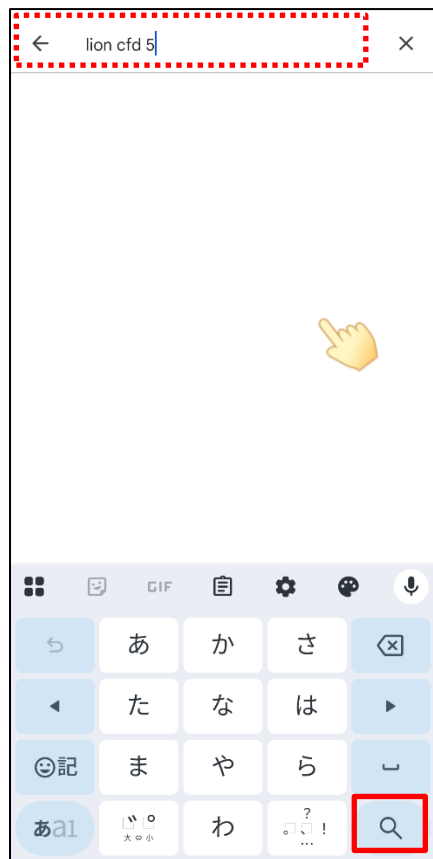 lion cfd 5
GIF
あ か さ
た な は
記 ま や ら
あa1 大⇔小 わ 。、?!…